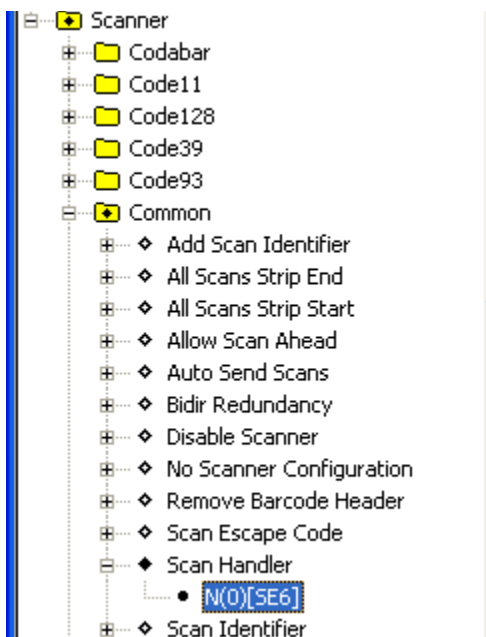 Scanner
Codabar
Code11
Code128
Code39
Code93
Common
Add Scan Identifier
All Scans Strip End
All Scans Strip Start
Allow Scan Ahead
Auto Send Scans
Bidir Redundancy
Disable Scanner
No Scanner Configuration
Remove Barcode Header
Scan Escape Code
Scan Handler
N(0)[SE6]
Scan Identifier